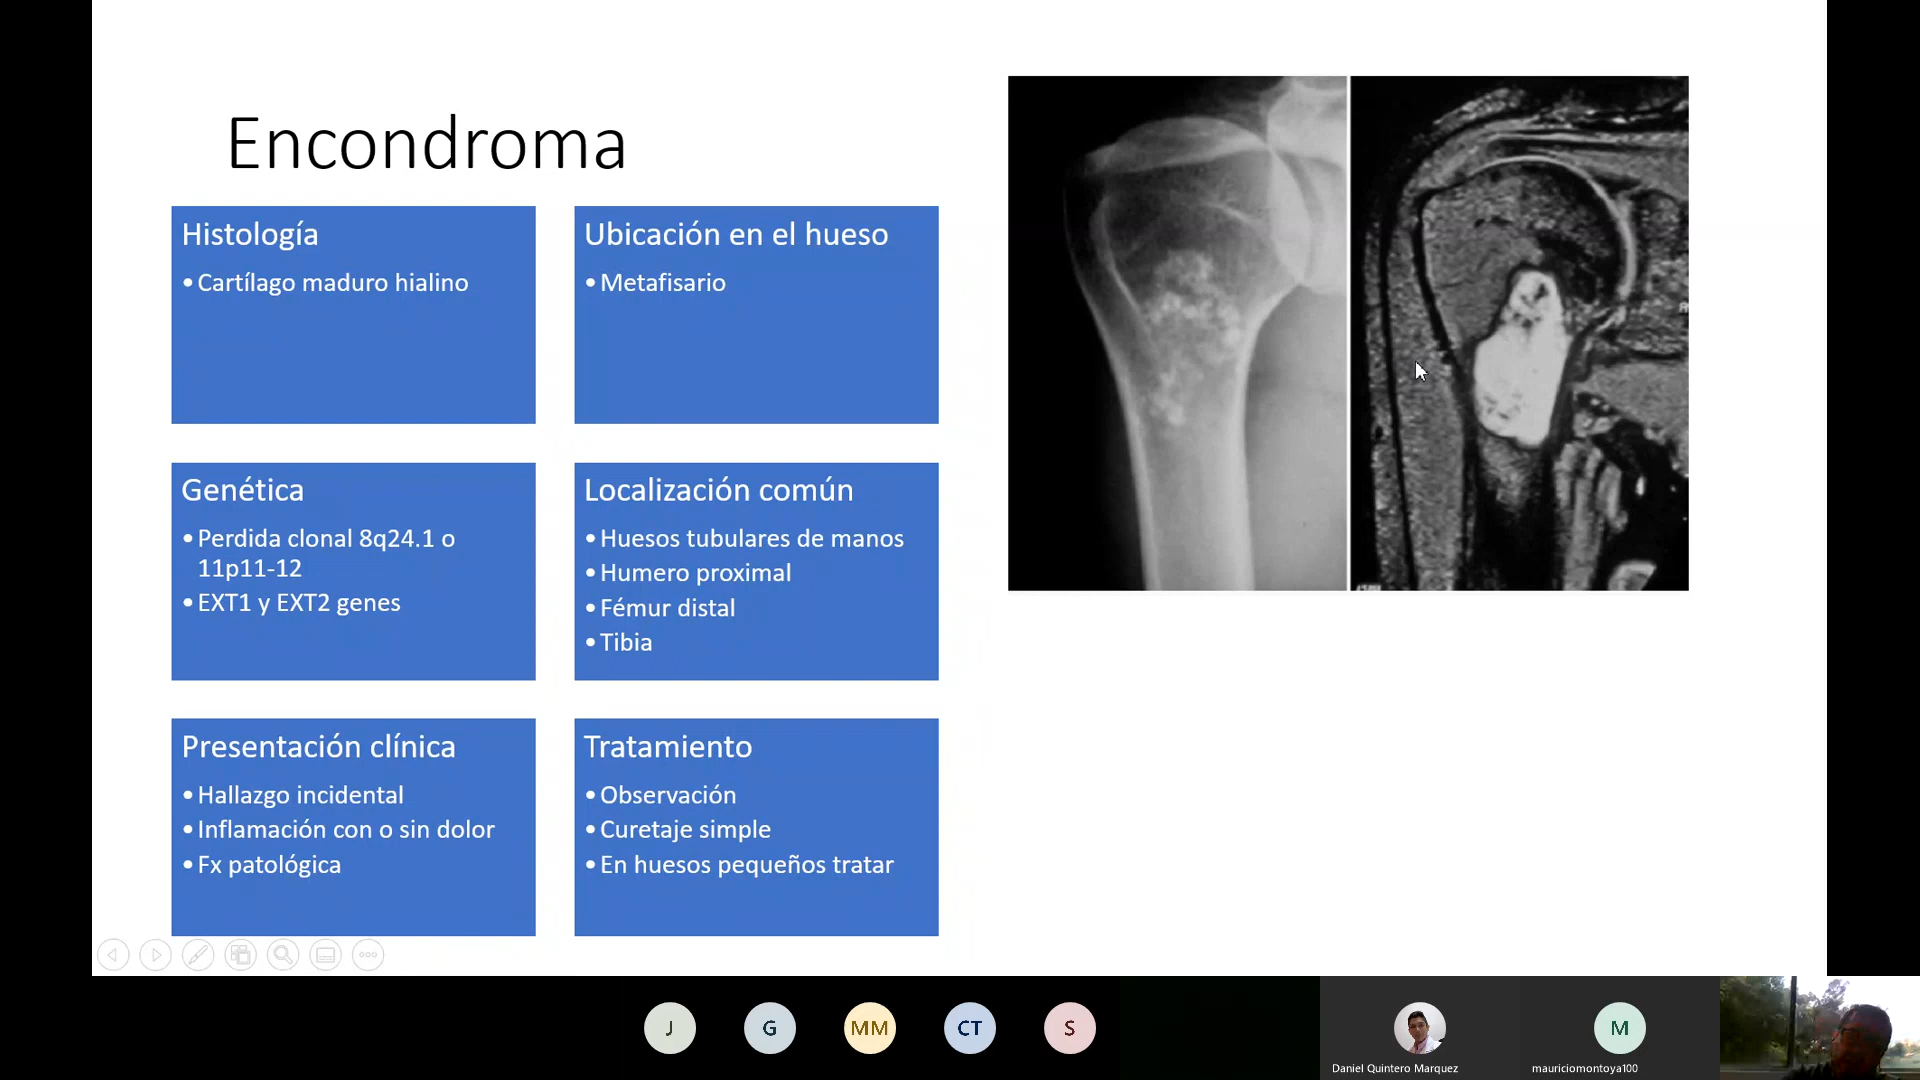 Encondroma
Histología
• Cartílago maduro hialino
Ubicación en el hueso
• Metafisario
Genética
• Perdida clonal 8q24.1 o
11p11-12
• EXT1 y EXT2 genes
Localización común
• Huesos tubulares de manos
• Humero proximal
• Fémur distal
• Tibia
Presentación clínica
• Hallazgo incidental
• Inflamación con o sin dolor
• Fx patológica
Tratamiento
• Observación
• Curetaje simple
• En huesos pequeños tratar
J
G
MM
CT
S
M
Daniel Quintero Marquez
mauriciomontoya100